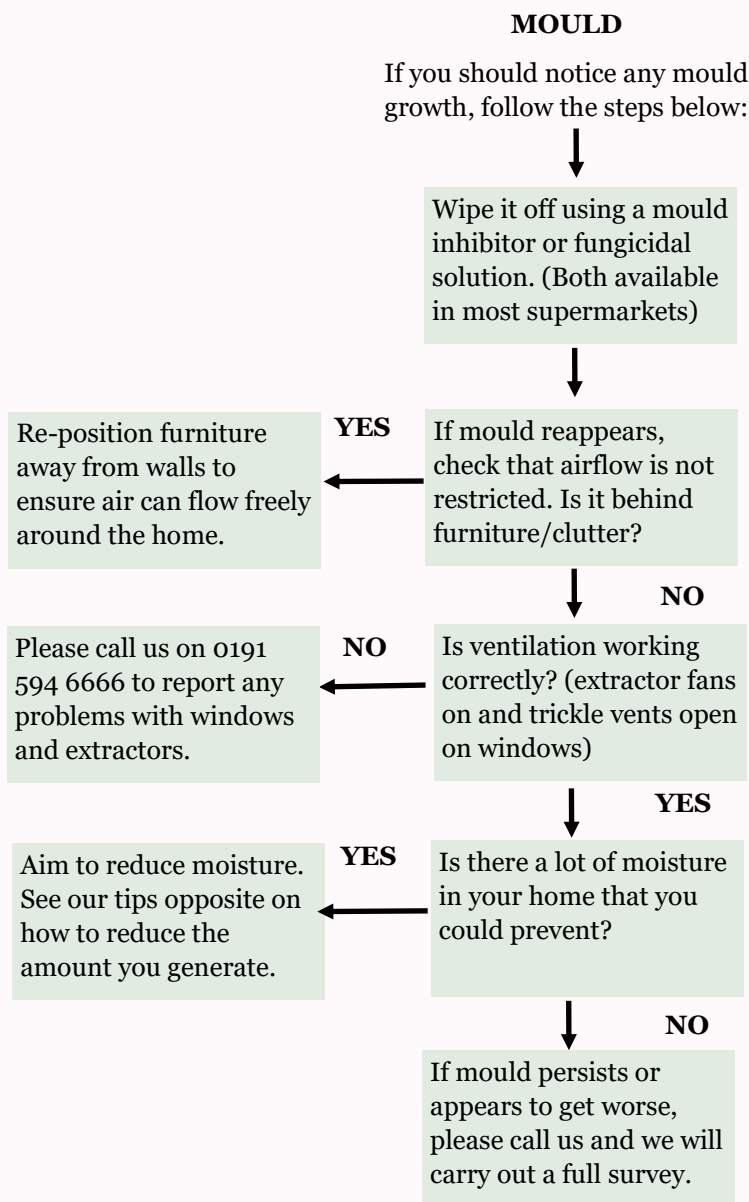 MOULD
If you should notice any mould
growth, follow the steps below:
Wipe it off using a mould
inhibitor or fungicidal
solution. (Both available
in most supermarkets)
If mould reappears,
check that airflow is not
restricted. Is it behind
furniture/clutter?
YES
Re-position furniture
away from walls to
ensure air can flow freely
around the home.
NO
Is ventilation working
correctly? (extractor fans
on and trickle vents open
on windows)
NO
Please call us on 0191
594 6666 to report any
problems with windows
and extractors.
YES
Is there a lot of moisture
in your home that you
could prevent?
YES
Aim to reduce moisture.
See our tips opposite on
how to reduce the
amount you generate.
NO
If mould persists or
appears to get worse,
please call us and we will
carry out a full survey.